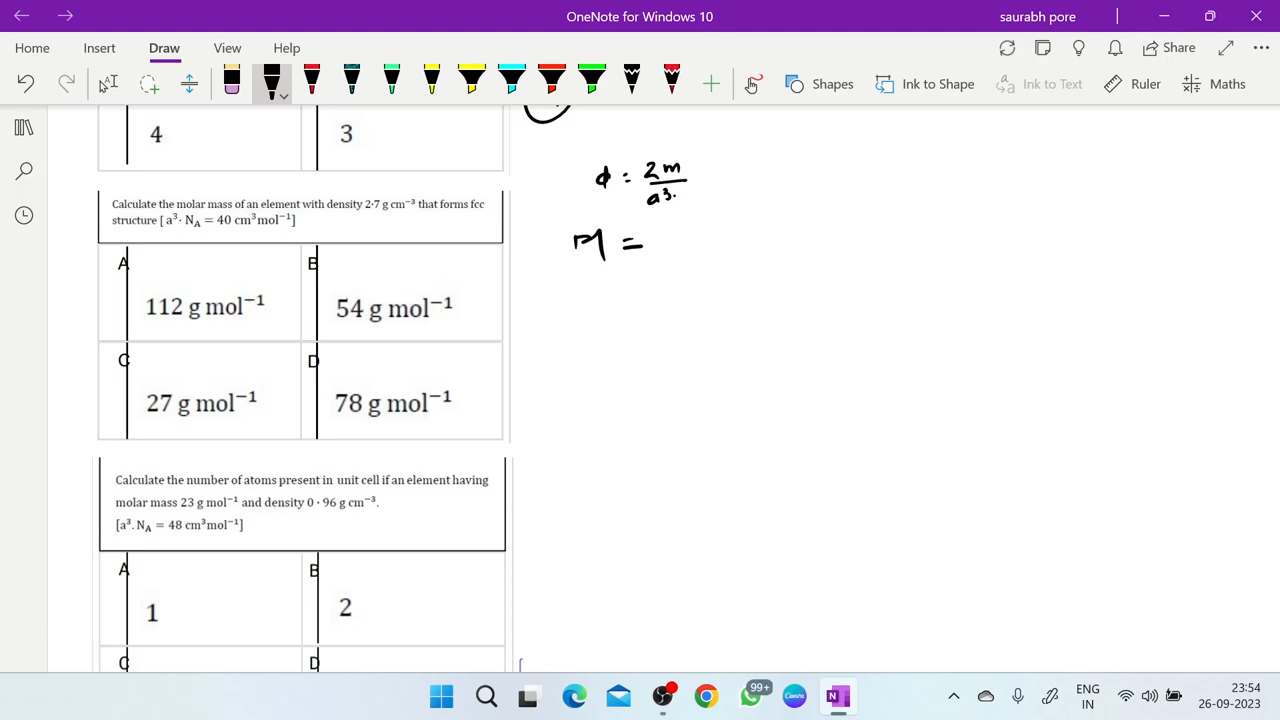 OneNote for Windows 10
saurabh pore
Home Insert Draw View Help
Share
Shapes Ink to Shape Ink to Text Ruler Maths
4
3
Calculate the molar mass of an element with density 2·7 g cm⁻³ that forms fcc
structure [ a³· N_A = 40 cm³mol⁻¹]
A
112 g mol⁻¹
B
54 g mol⁻¹
C
27 g mol⁻¹
D
78 g mol⁻¹
Calculate the number of atoms present in unit cell if an element having
molar mass 23 g mol⁻¹ and density 0 · 96 g cm⁻³.
[a³. N_A = 48 cm³mol⁻¹]
A
1
B
2
C
D
M =
99+
ENG
IN
23:54
26-09-2023